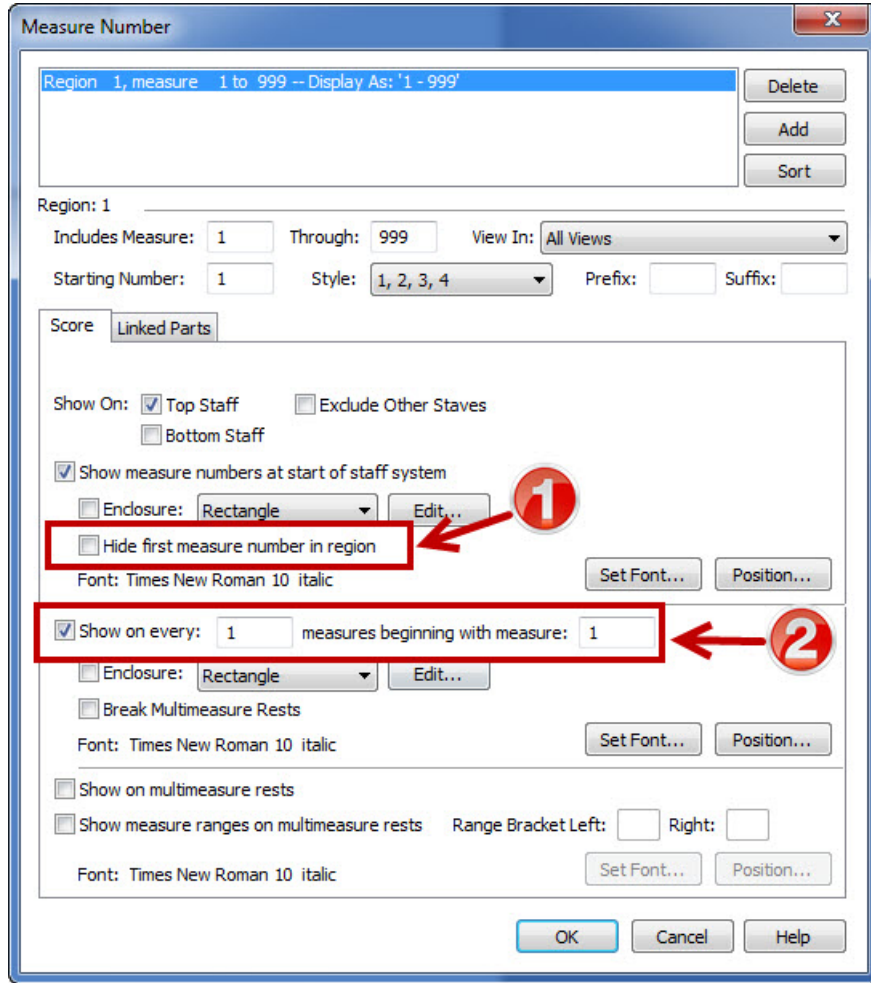 Measure Number
X
Region 1, measure 1 to 999 -- Display As: '1 - 999'
Delete
Add
Sort
Region: 1
Includes Measure: 1 Through: 999 View In: All Views
Starting Number: 1 Style: 1, 2, 3, 4 Prefix: Suffix:
Score Linked Parts
Show On: Top Staff Exclude Other Staves
Bottom Staff
Show measure numbers at start of staff system
Enclosure: Rectangle Edit...
1
Hide first measure number in region
Font: Times New Roman 10 italic Set Font... Position...
Show on every: 1 measures beginning with measure: 1
2
Enclosure: Rectangle Edit...
Break Multimeasure Rests
Font: Times New Roman 10 italic Set Font... Position...
Show on multimeasure rests
Show measure ranges on multimeasure rests Range Bracket Left: Right:
Font: Times New Roman 10 italic Set Font... Position...
OK Cancel Help